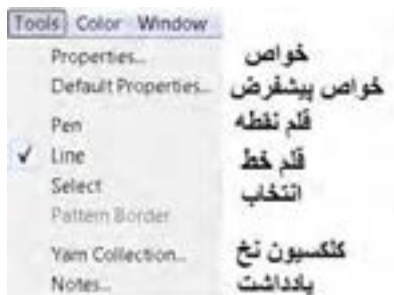 Tools Color Window
Properties... خواص
Default Properties... خواص پیشفرض
Pen قلم نقطه
✓ Line قلم خط
Select انتخاب
Pattern Border
Yarn Collection... کلکسیون نخ
Notes... یادداشت